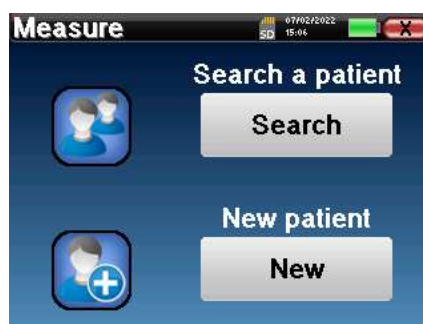 Measure
SD
07/02/2022
15:06
X
Search a patient
Search
New patient
New